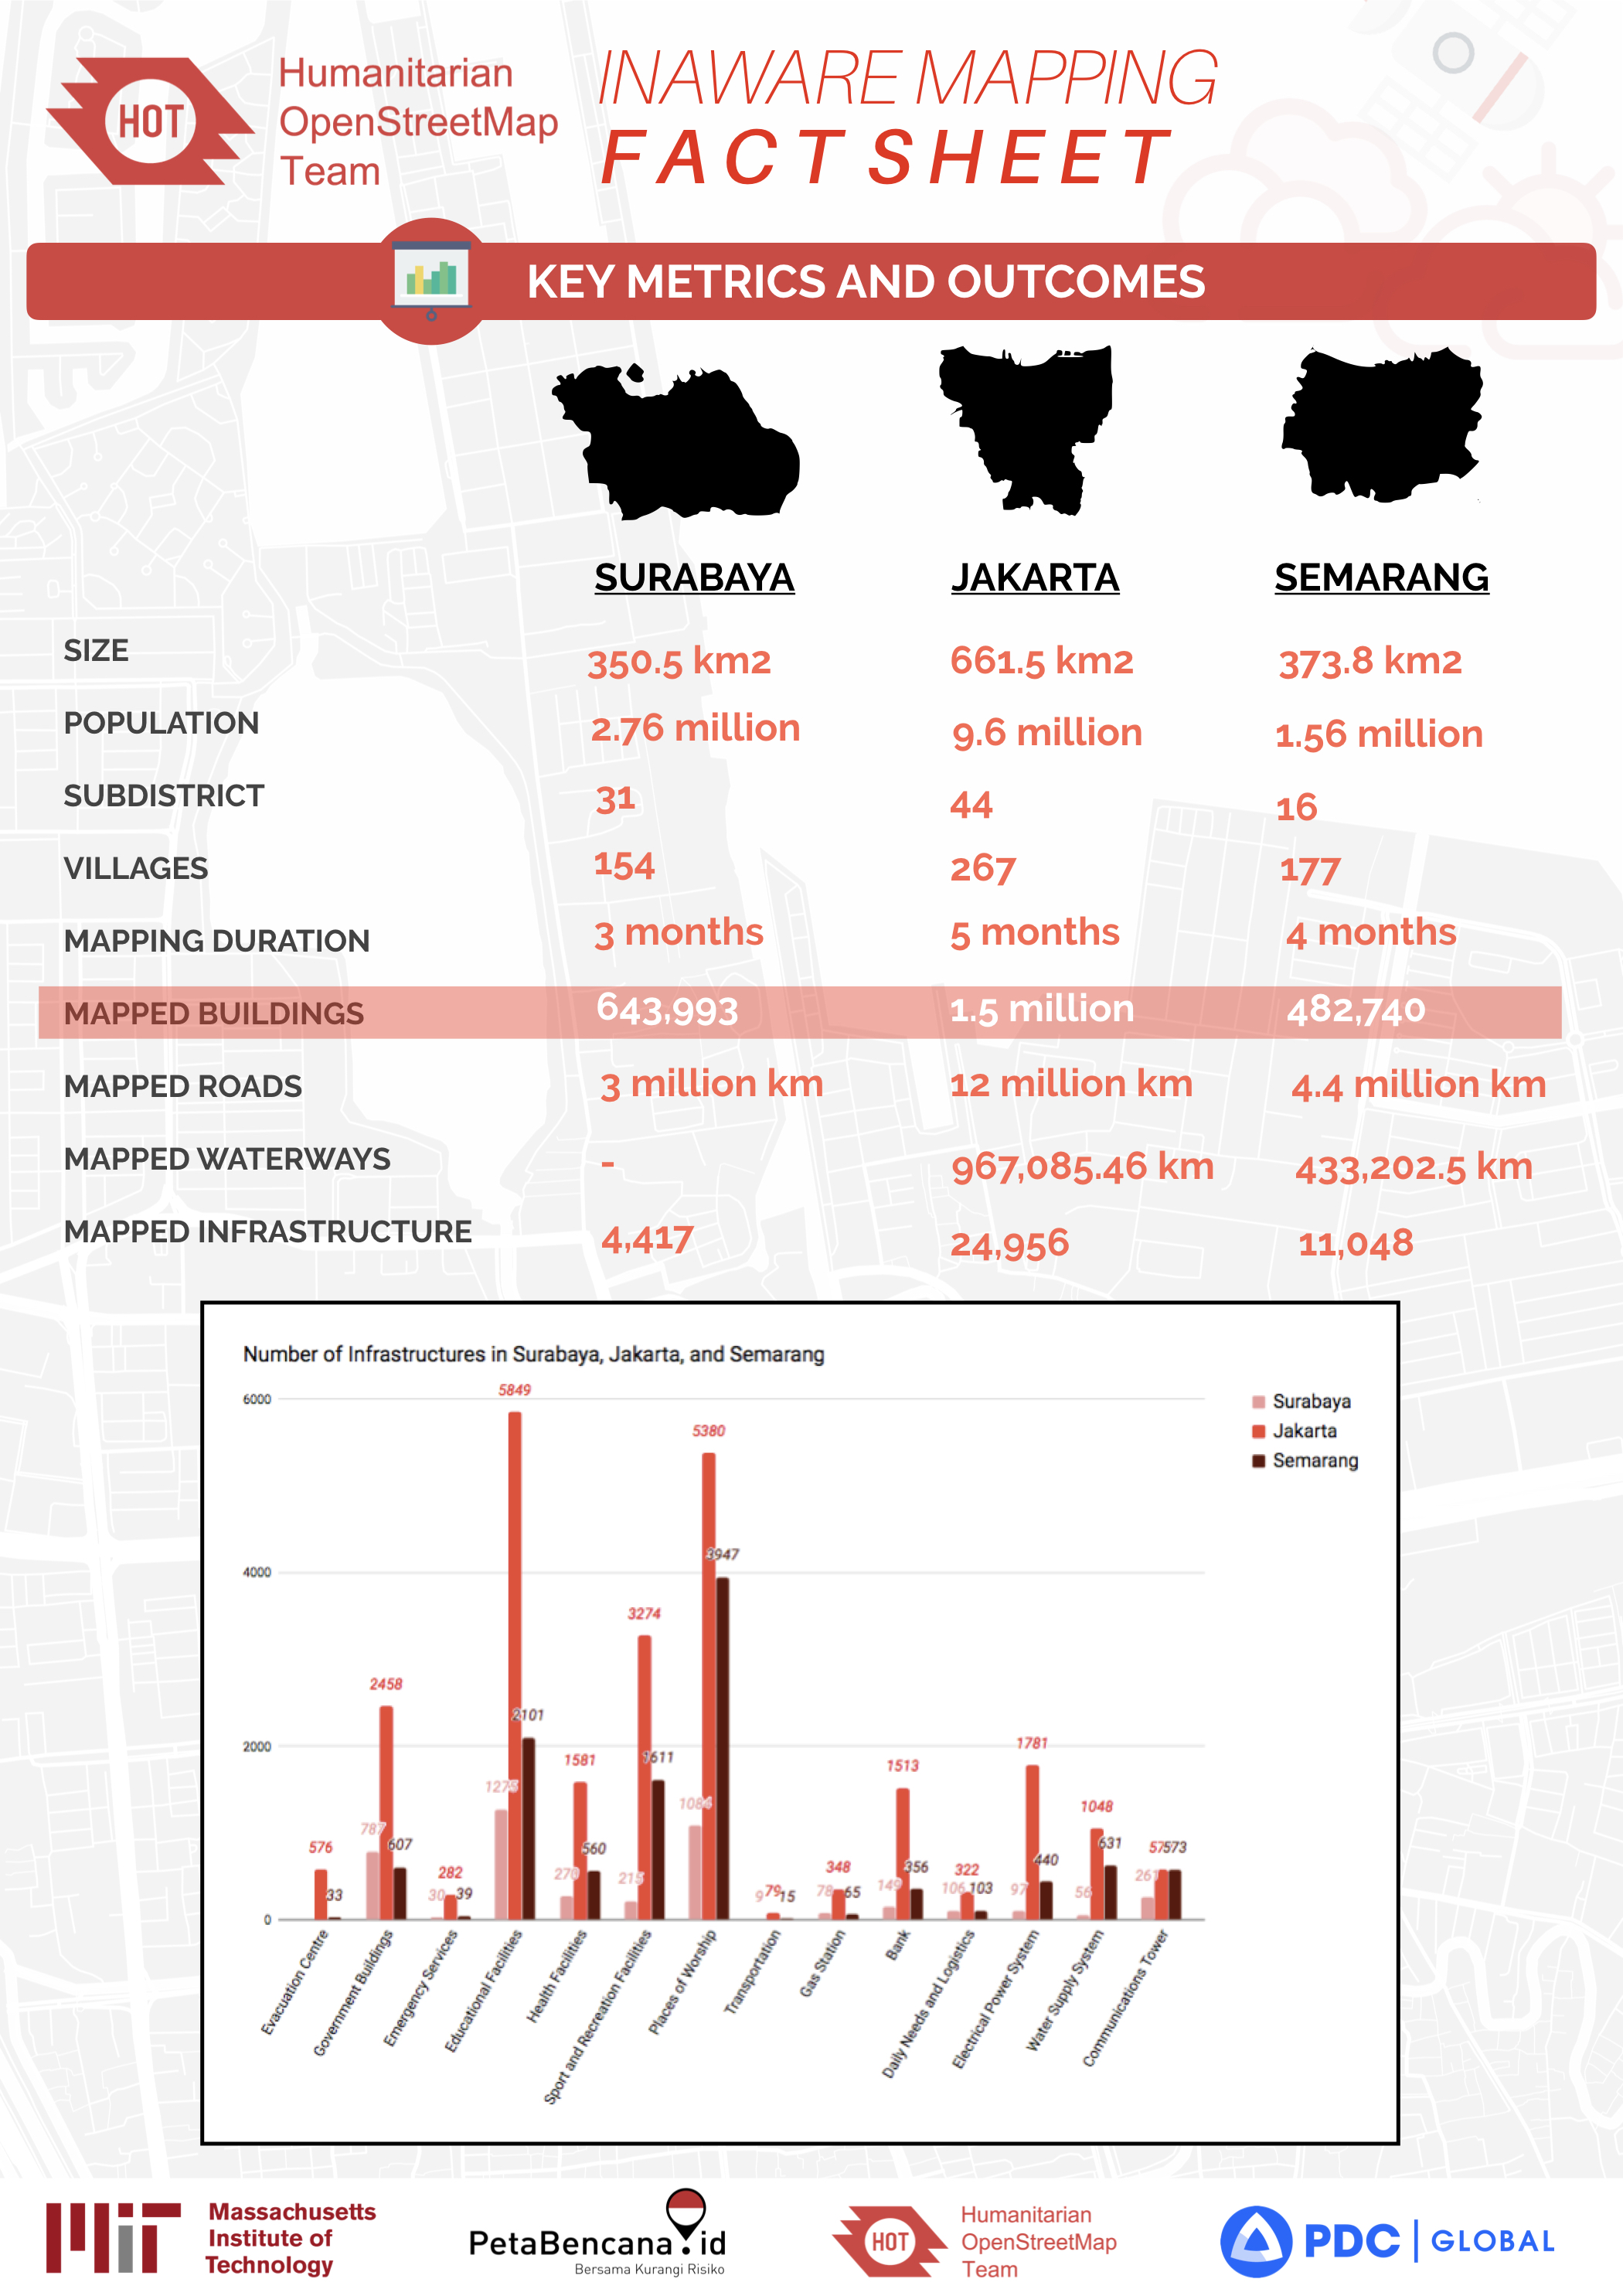 HOT
Humanitarian
OpenStreetMap
Team
INAWARE MAPPING
FACT SHEET
KEY METRICS AND OUTCOMES
SURABAYA JAKARTA SEMARANG
SIZE 350.5 km2 661.5 km2 373.8 km2
POPULATION 2.76 million 9.6 million 1.56 million
SUBDISTRICT 31 44 16
VILLAGES 154 267 177
MAPPING DURATION 3 months 5 months 4 months
MAPPED BUILDINGS 643,993 1.5 million 482,740
MAPPED ROADS 3 million km 12 million km 4.4 million km
MAPPED WATERWAYS - 967,085.46 km 433,202.5 km
MAPPED INFRASTRUCTURE 4,417 24,956 11,048
Number of Infrastructures in Surabaya, Jakarta, and Semarang
Surabaya
Jakarta
Semarang
6000
4000
2000
0
576 33
787 2458 607
30 282 39
1275 5849 2101
270 1581 560
215 3274 1611
1084 5380 3947
9 79 15
78 348 65
149 1513 356
106 322 103
97 1781 440
56 1048 631
261 573
Evacuation Centre
Government Buildings
Emergency Services
Educational Facilities
Health Facilities
Sport and Recreation Facilities
Places of Worship
Transportation
Gas Station
Bank
Daily Needs and Logistics
Electrical Power System
Water Supply System
Communications Tower
MIT
Massachusetts
Institute of
Technology
PetaBencana.id
Bersama Kurangi Risiko
HOT
Humanitarian
OpenStreetMap
Team
PDC | GLOBAL